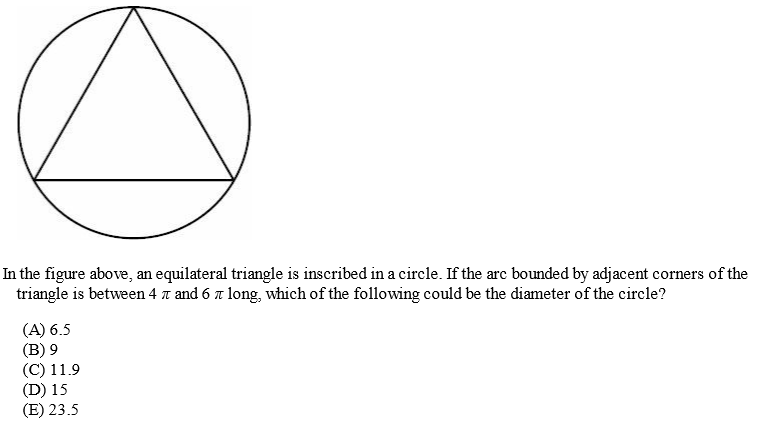 In the figure above, an equilateral triangle is inscribed in a circle. If the arc bounded by adjacent corners of the
triangle is between 4 π and 6 π long, which of the following could be the diameter of the circle?
(A) 6.5
(B) 9
(C) 11.9
(D) 15
(E) 23.5